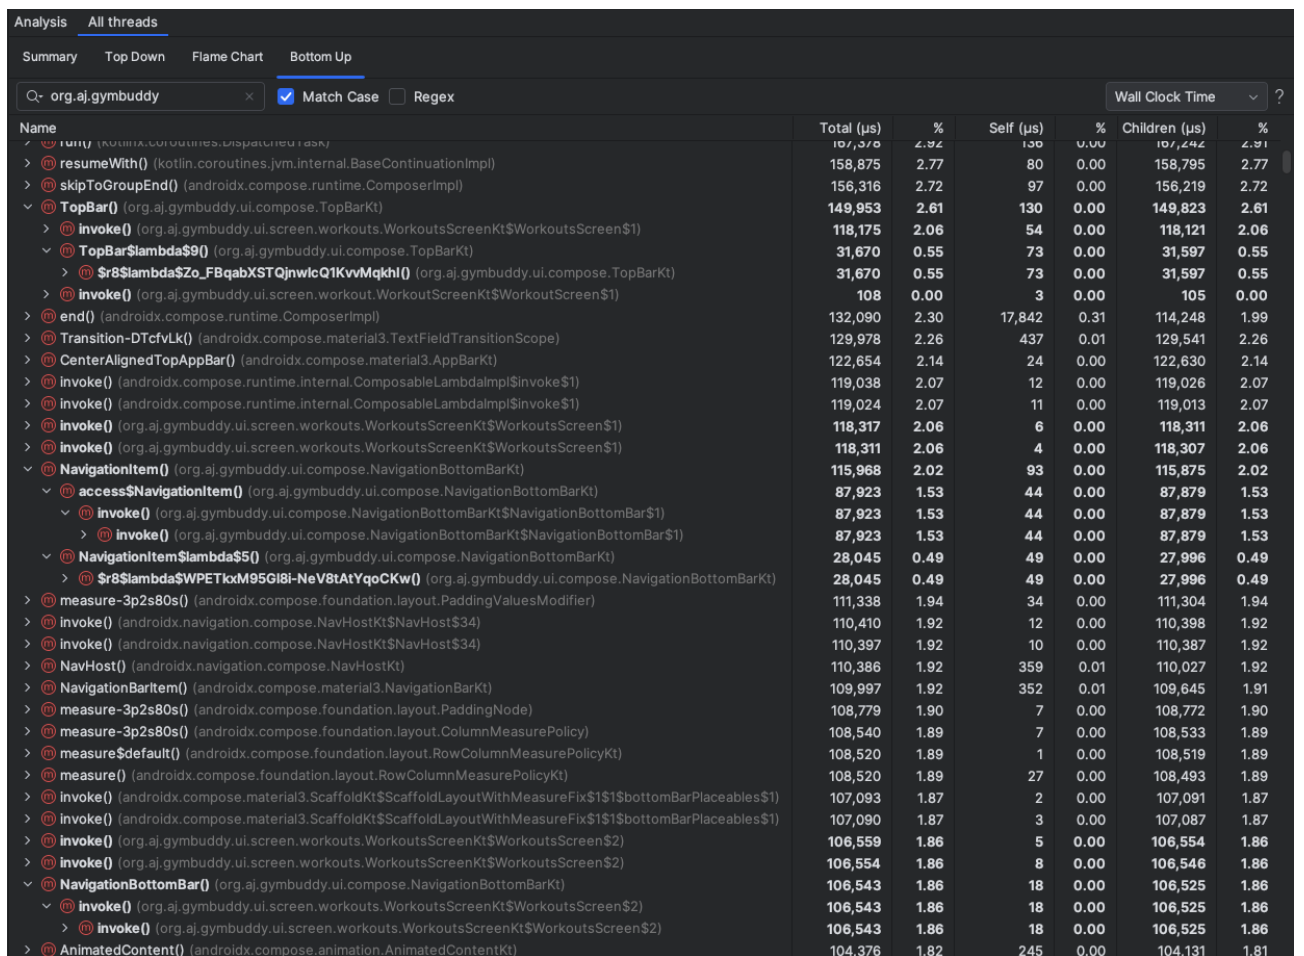 Analysis All threads
Summary Top Down Flame Chart Bottom Up
org.aj.gymbuddy × Match Case Regex Wall Clock Time ?
Name Total (μs) % Self (μs) % Children (μs) %
run() (kotlinx.coroutines.DispatchedTask) 167,378 2.92 136 0.00 167,242 2.91
resumeWith() (kotlin.coroutines.jvm.internal.BaseContinuationImpl) 158,875 2.77 80 0.00 158,795 2.77
skipToGroupEnd() (androidx.compose.runtime.ComposerImpl) 156,316 2.72 97 0.00 156,219 2.72
TopBar() (org.aj.gymbuddy.ui.compose.TopBarKt) 149,953 2.61 130 0.00 149,823 2.61
invoke() (org.aj.gymbuddy.ui.screen.workouts.WorkoutsScreenKt$WorkoutsScreen$1) 118,175 2.06 54 0.00 118,121 2.06
TopBar$lambda$9() (org.aj.gymbuddy.ui.compose.TopBarKt) 31,670 0.55 73 0.00 31,597 0.55
(org.aj.gymbuddy.ui.compose.TopBarKt) 31,670 0.55 73 0.00 31,597 0.55
invoke() (org.aj.gymbuddy.ui.screen.workout.WorkoutScreenKt$WorkoutScreen$1) 108 0.00 3 0.00 105 0.00
end() (androidx.compose.runtime.ComposerImpl) 132,090 2.30 17,842 0.31 114,248 1.99
Transition-DTcfvLk() (androidx.compose.material3.TextFieldTransitionScope) 129,978 2.26 437 0.01 129,541 2.26
CenterAlignedTopAppBar() (androidx.compose.material3.AppBarKt) 122,654 2.14 24 0.00 122,630 2.14
invoke() (androidx.compose.runtime.internal.ComposableLambdaImpl$invoke$1) 119,038 2.07 12 0.00 119,026 2.07
invoke() (androidx.compose.runtime.internal.ComposableLambdaImpl$invoke$1) 119,024 2.07 11 0.00 119,013 2.07
invoke() (org.aj.gymbuddy.ui.screen.workouts.WorkoutsScreenKt$WorkoutsScreen$1) 118,317 2.06 6 0.00 118,311 2.06
invoke() (org.aj.gymbuddy.ui.screen.workouts.WorkoutsScreenKt$WorkoutsScreen$1) 118,311 2.06 4 0.00 118,307 2.06
NavigationItem() (org.aj.gymbuddy.ui.compose.NavigationBottomBarKt) 115,968 2.02 93 0.00 115,875 2.02
access$NavigationItem() (org.aj.gymbuddy.ui.compose.NavigationBottomBarKt) 87,923 1.53 44 0.00 87,879 1.53
invoke() (org.aj.gymbuddy.ui.compose.NavigationBottomBarKt$NavigationBottomBar$1) 87,923 1.53 44 0.00 87,879 1.53
invoke() (org.aj.gymbuddy.ui.compose.NavigationBottomBarKt$NavigationBottomBar$1) 87,923 1.53 44 0.00 87,879 1.53
NavigationItem$lambda$5() (org.aj.gymbuddy.ui.compose.NavigationBottomBarKt) 28,045 0.49 49 0.00 27,996 0.49
(org.aj.gymbuddy.ui.compose.NavigationBottomBarKt) 28,045 0.49 49 0.00 27,996 0.49
measure-3p2s80s() (androidx.compose.foundation.layout.PaddingValuesModifier) 111,338 1.94 34 0.00 111,304 1.94
invoke() (androidx.navigation.compose.NavHostKt$NavHost$34) 110,410 1.92 12 0.00 110,398 1.92
invoke() (androidx.navigation.compose.NavHostKt$NavHost$34) 110,397 1.92 10 0.00 110,387 1.92
NavHost() (androidx.navigation.compose.NavHostKt) 110,386 1.92 359 0.01 110,027 1.92
NavigationBarItem() (androidx.compose.material3.NavigationBarKt) 109,997 1.92 352 0.01 109,645 1.91
measure-3p2s80s() (androidx.compose.foundation.layout.PaddingNode) 108,779 1.90 7 0.00 108,772 1.90
measure-3p2s80s() (androidx.compose.foundation.layout.ColumnMeasurePolicy) 108,540 1.89 7 0.00 108,533 1.89
measure$default() (androidx.compose.foundation.layout.RowColumnMeasurePolicyKt) 108,520 1.89 1 0.00 108,519 1.89
measure() (androidx.compose.foundation.layout.RowColumnMeasurePolicyKt) 108,520 1.89 27 0.00 108,493 1.89
invoke() (androidx.compose.material3.ScaffoldKt$ScaffoldLayoutWithMeasureFix$1$1$bottomBarPlaceables$1) 107,093 1.87 2 0.00 107,091 1.87
invoke() (androidx.compose.material3.ScaffoldKt$ScaffoldLayoutWithMeasureFix$1$1$bottomBarPlaceables$1) 107,090 1.87 3 0.00 107,087 1.87
invoke() (org.aj.gymbuddy.ui.screen.workouts.WorkoutsScreenKt$WorkoutsScreen$2) 106,559 1.86 5 0.00 106,554 1.86
invoke() (org.aj.gymbuddy.ui.screen.workouts.WorkoutsScreenKt$WorkoutsScreen$2) 106,554 1.86 8 0.00 106,546 1.86
NavigationBottomBar() (org.aj.gymbuddy.ui.compose.NavigationBottomBarKt) 106,543 1.86 18 0.00 106,525 1.86
invoke() (org.aj.gymbuddy.ui.screen.workouts.WorkoutsScreenKt$WorkoutsScreen$2) 106,543 1.86 18 0.00 106,525 1.86
invoke() (org.aj.gymbuddy.ui.screen.workouts.WorkoutsScreenKt$WorkoutsScreen$2) 106,543 1.86 18 0.00 106,525 1.86
AnimatedContent() (androidx.compose.animation.AnimatedContentKt) 104,376 1.82 245 0.00 104,131 1.81